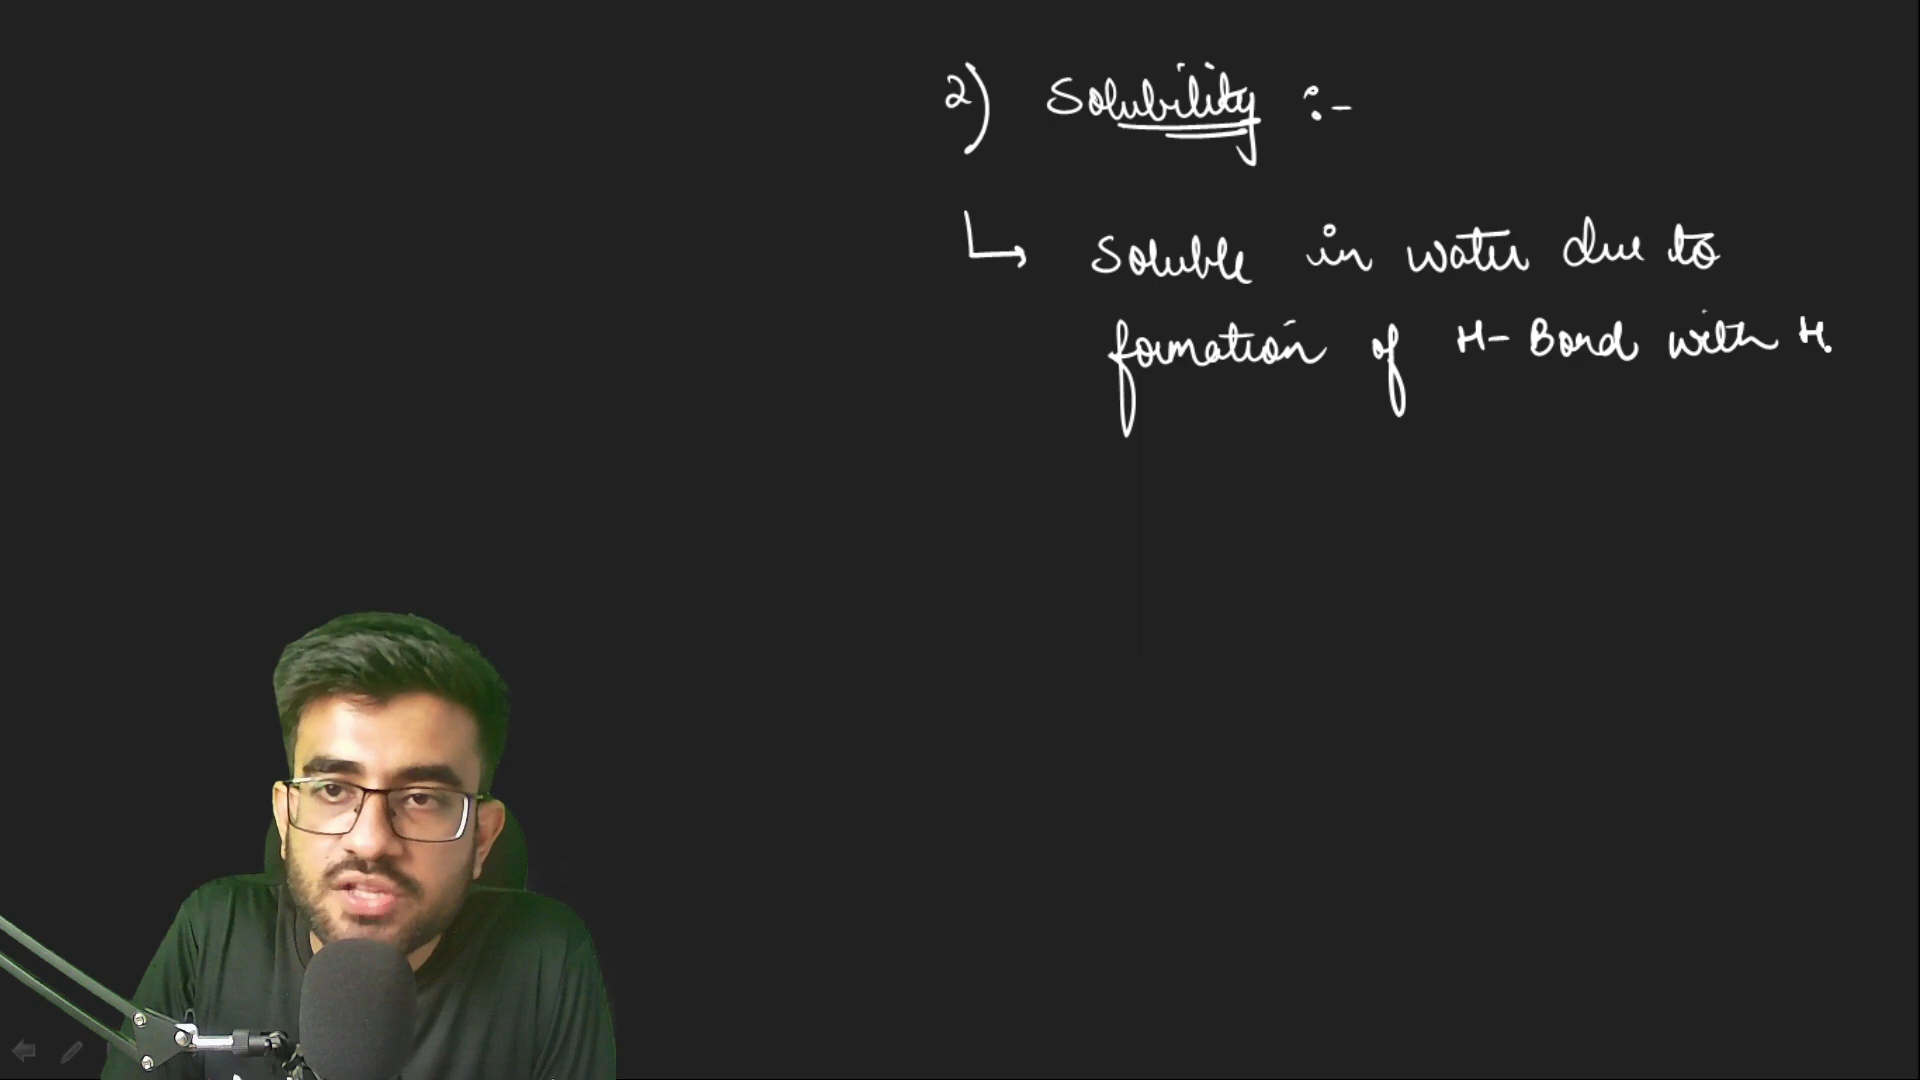 2) Solubility :-
↳ Soluble in water due to
formation of H-Bond with H.